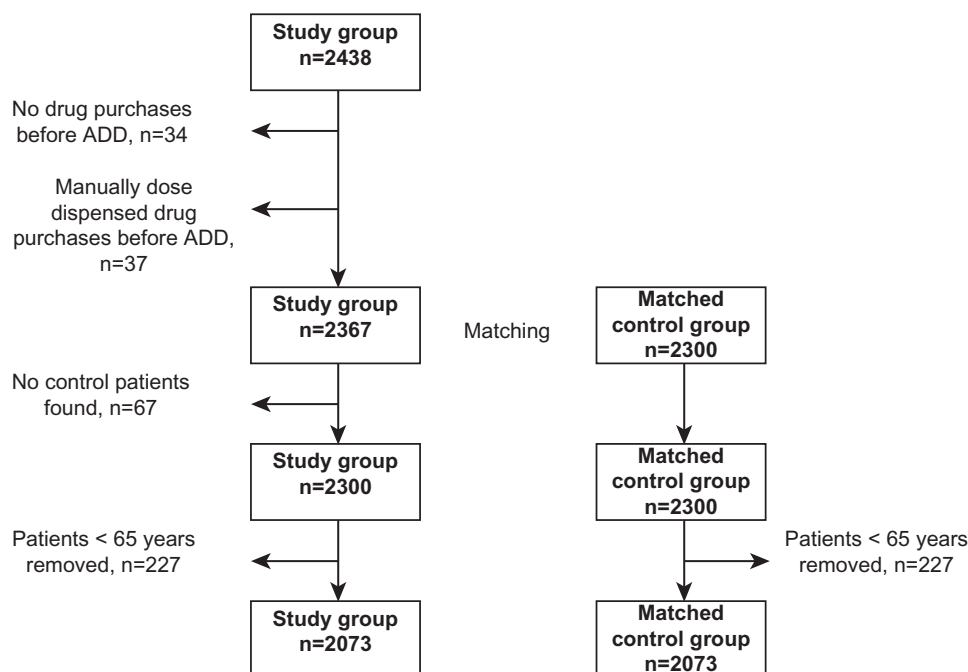 Study group
n=2438
No drug purchases
before ADD, n=34
Manually dose
dispensed drug
purchases before ADD,
n=37
Study group
n=2367
Matching
Matched
control group
n=2300
No control patients
found, n=67
Study group
n=2300
Matched
control group
n=2300
Patients < 65 years
removed, n=227
Patients < 65 years
removed, n=227
Study group
n=2073
Matched
control group
n=2073